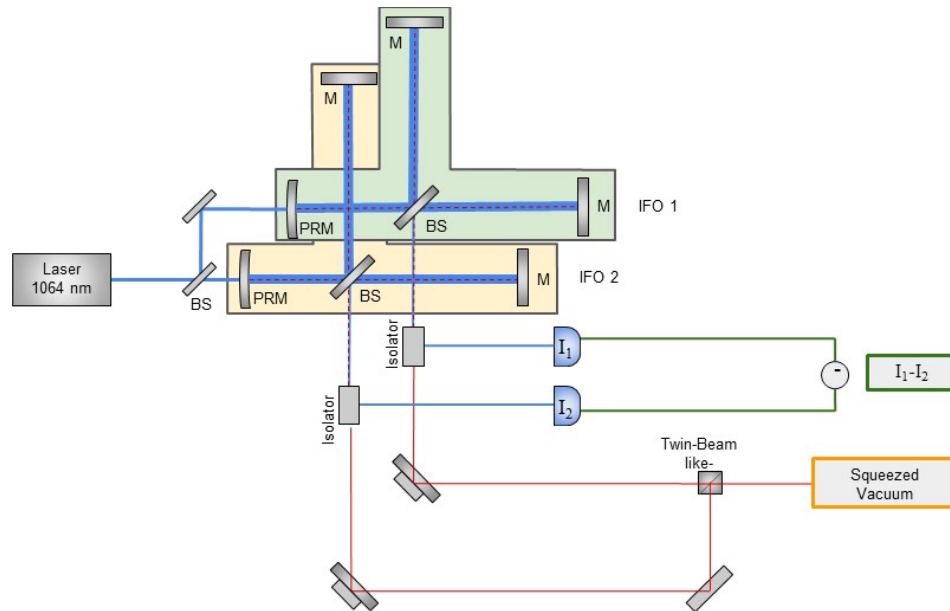 M
M
M
IFO 1
PRM
BS
Laser
1064 nm
BS
M
IFO 2
PRM
BS
Isolator
I1
-
I1-I2
Isolator
I2
Twin-Beam
like-
Squeezed
Vacuum